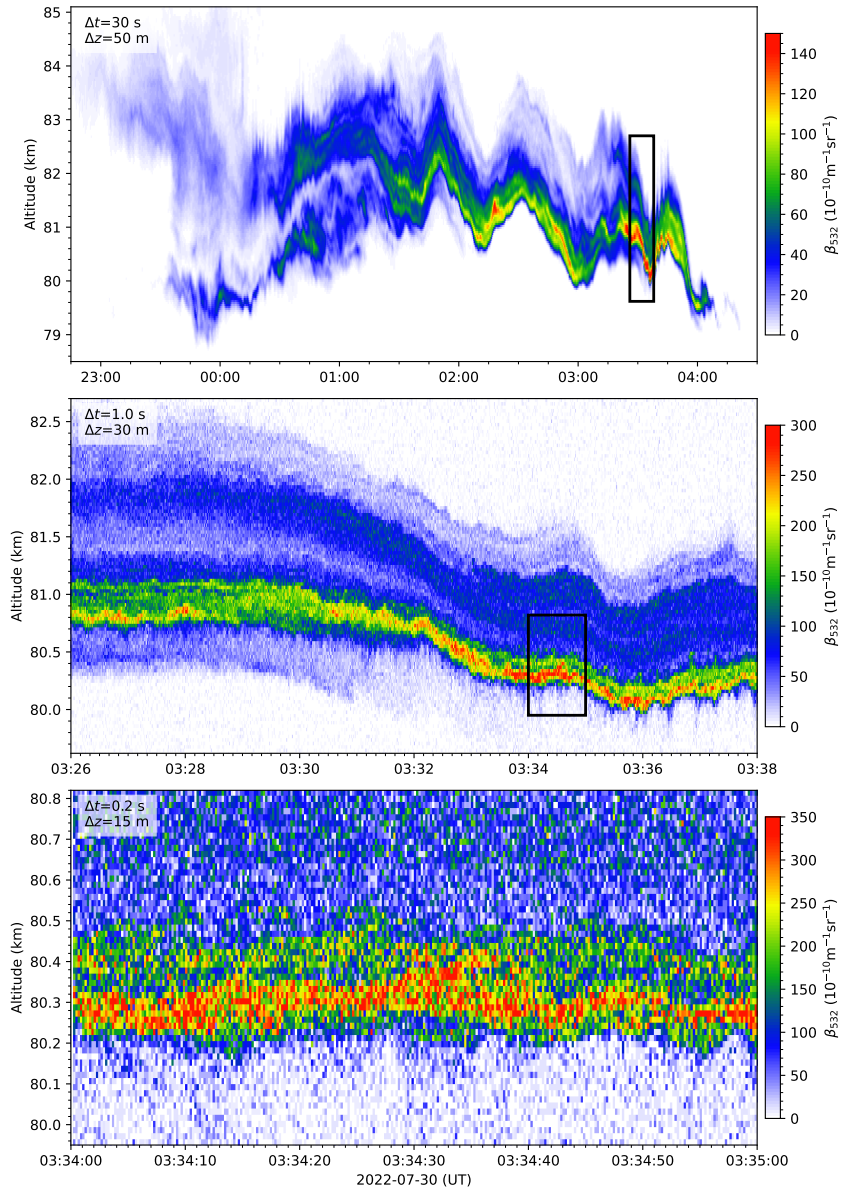 85
84
83
82
81
80
79
Altitude (km)
Δt=30 s
Δz=50 m
23:00 00:00 01:00 02:00 03:00 04:00
140
120
100
80
60
40
20
0
β532 (10⁻¹⁰m⁻¹sr⁻¹)
82.5
82.0
81.5
81.0
80.5
80.0
Altitude (km)
Δt=1.0 s
Δz=30 m
03:26 03:28 03:30 03:32 03:34 03:36 03:38
300
250
200
150
100
50
0
β532 (10⁻¹⁰m⁻¹sr⁻¹)
80.8
80.7
80.6
80.5
80.4
80.3
80.2
80.1
80.0
Altitude (km)
Δt=0.2 s
Δz=15 m
03:34:00 03:34:10 03:34:20 03:34:30 03:34:40 03:34:50 03:35:00
2022-07-30 (UT)
350
300
250
200
150
100
50
0
β532 (10⁻¹⁰m⁻¹sr⁻¹)